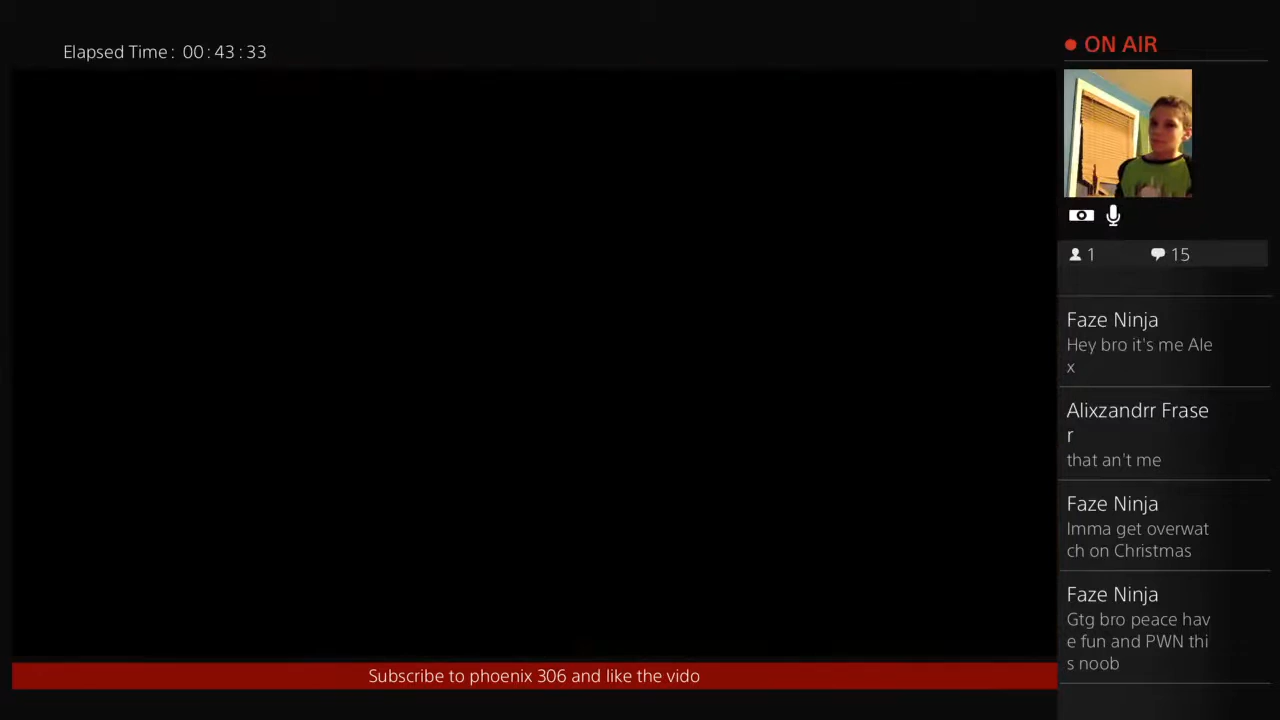 Elapsed Time: 00:43:33
ON AIR
1 15
Faze Ninja
Hey bro it's me Ale
x
Alixzandrr Frase
r
that an't me
Faze Ninja
Imma get overwat
ch on Christmas
Faze Ninja
Gtg bro peace hav
e fun and PWN thi
s noob
Subscribe to phoenix 306 and like the vido